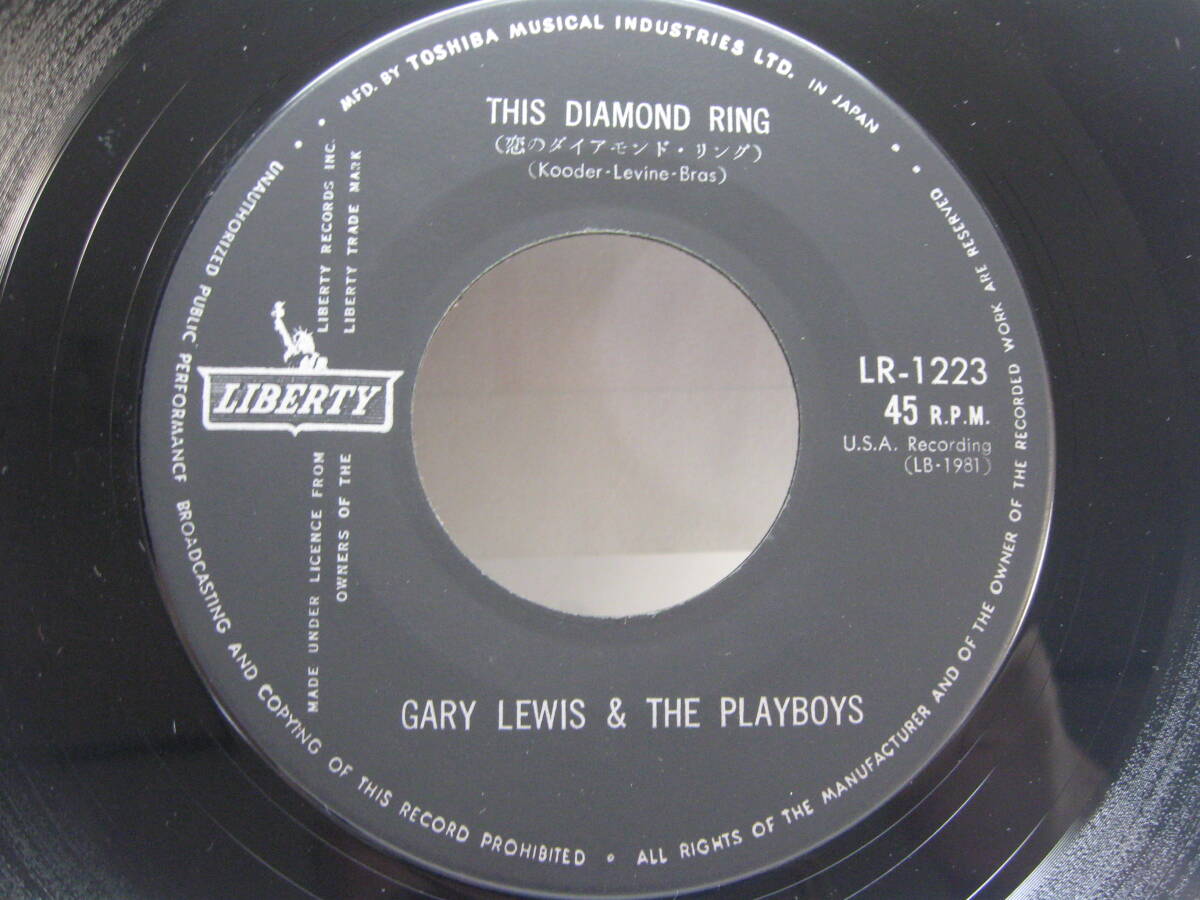 MFD. BY TOSHIBA MUSICAL INDUSTRIES LTD. IN JAPAN
THIS DIAMOND RING
(恋のダイアモンド・リング)
(Kooder-Levine-Bras)
LIBERTY RECORDS INC.
LIBERTY TRADE MARK
LIBERTY
MADE UNDER LICENCE FROM
OWNERS OF THE
LR-1223
45 R.P.M.
U.S.A. Recording
(LB-1981)
GARY LEWIS & THE PLAYBOYS
UNAUTHORIZED PUBLIC PERFORMANCE BROADCASTING AND COPYING OF THIS RECORD PROHIBITED • ALL RIGHTS OF THE MANUFACTURER AND OF THE OWNER OF THE RECORDED WORK ARE RESERVED